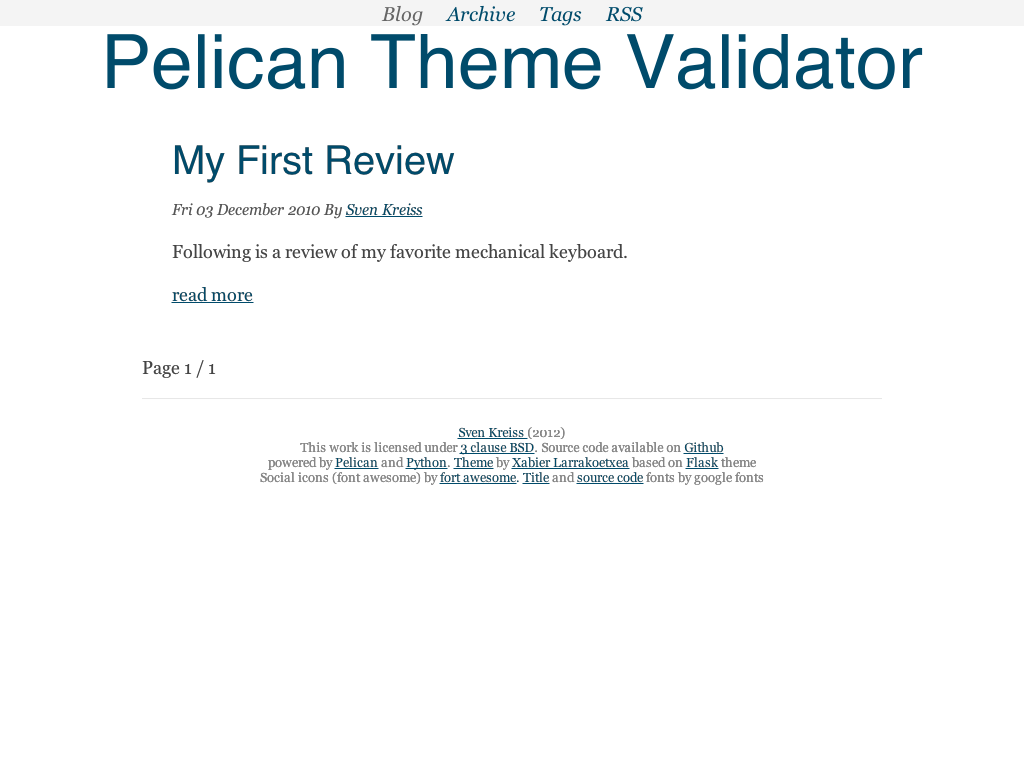 Blog Archive Tags RSS
Pelican Theme Validator
My First Review
Fri 03 December 2010 By Sven Kreiss
Following is a review of my favorite mechanical keyboard.
read more
Page 1 / 1
Sven Kreiss (2012)
This work is licensed under 3 clause BSD. Source code available on Github
powered by Pelican and Python. Theme by Xabier Larrakoetxea based on Flask theme
Social icons (font awesome) by fort awesome. Title and source code fonts by google fonts